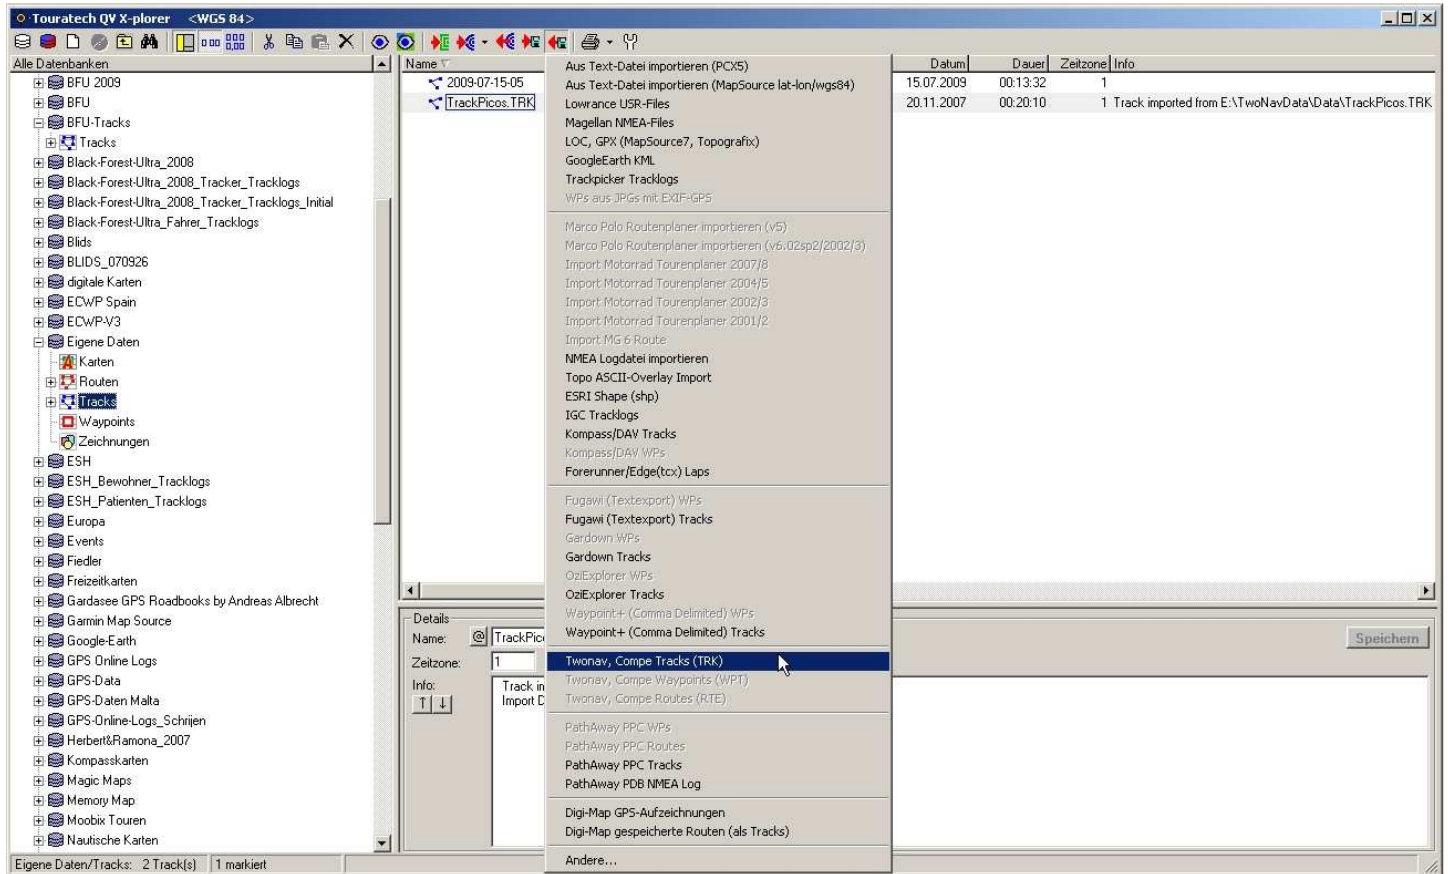 Touratech QV X-plorer <WGS 84>
Alle Datenbanken
BFU 2009
BFU
BFU-Tracks
Tracks
Black-Forest-Ultra_2008
Black-Forest-Ultra_2008_Tracker_Tracklogs
Black-Forest-Ultra_2008_Tracker_Tracklogs_Initial
Black-Forest-Ultra_Fahrer_Tracklogs
Blids
BLIDS_070926
digitale Karten
ECWP Spain
ECWP-V3
Eigene Daten
Karten
Routen
Tracks
Waypoints
Zeichnungen
ESH
ESH_Bewohner_Tracklogs
ESH_Patienten_Tracklogs
Europa
Events
Fiedler
Freizeitkarten
Gardasee GPS Roadbooks by Andreas Albrecht
Garmin Map Source
Google-Earth
GPS Online Logs
GPS-Data
GPS-Daten Malta
GPS-Online-Logs_Schrijen
Herbert&Ramona_2007
Kompasskarten
Magic Maps
Memory Map
Moobix Touren
Nautische Karten
Name Datum Dauer Zeitzone Info
2009-07-15-05 15.07.2009 00:13:32 1
TrackPicos.TRK 20.11.2007 00:20:10 1 Track imported from E:\TwoNavData\Data\TrackPicos.TRK
Aus Text-Datei importieren (PCX5)
Aus Text-Datei importieren (MapSource lat-lon/wgs84)
Lowrance USR-Files
Magellan NMEA-Files
LOC, GPX (MapSource7, Topografix)
GoogleEarth KML
Trackpicker Tracklogs
WPs aus JPGs mit EXIF-GPS
Marco Polo Routenplaner importieren (v5)
Marco Polo Routenplaner importieren (v6.02sp2/2002/3)
Import Motorrad Tourenplaner 2007/8
Import Motorrad Tourenplaner 2004/5
Import Motorrad Tourenplaner 2002/3
Import Motorrad Tourenplaner 2001/2
Import MG 6 Route
NMEA Logdatei importieren
Topo ASCII-Overlay Import
ESRI Shape (shp)
IGC Tracklogs
Kompass/DAV Tracks
Kompass/DAV WPs
Forerunner/Edge(tcx) Laps
Fugawi (Textexport) WPs
Fugawi (Textexport) Tracks
Gardown WPs
Gardown Tracks
OziExplorer WPs
OziExplorer Tracks
Waypoint+ (Comma Delimited) WPs
Waypoint+ (Comma Delimited) Tracks
Twonav, Compe Tracks (TRK)
Twonav, Compe Waypoints (WPT)
Twonav, Compe Routes (RTE)
PathAway PPC WPs
PathAway PPC Routes
PathAway PPC Tracks
PathAway PDB NMEA Log
Digi-Map GPS-Aufzeichnungen
Digi-Map gespeicherte Routen (als Tracks)
Andere...
Details
Name: @ TrackPic
Speichern
Zeitzone: 1
Info: Track in
Import D
Eigene Daten/Tracks: 2 Track(s) 1 markiert